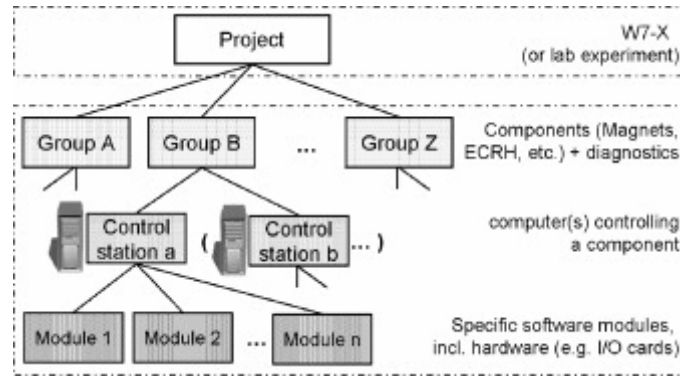 Project
W7-X
(or lab experiment)
Group A
Group B
...
Group Z
Components (Magnets,
ECRH, etc.) + diagnostics
Control
station a
(
Control
station b
... )
computer(s) controlling
a component
Module 1
Module 2
...
Module n
Specific software modules,
incl. hardware (e.g. I/O cards)